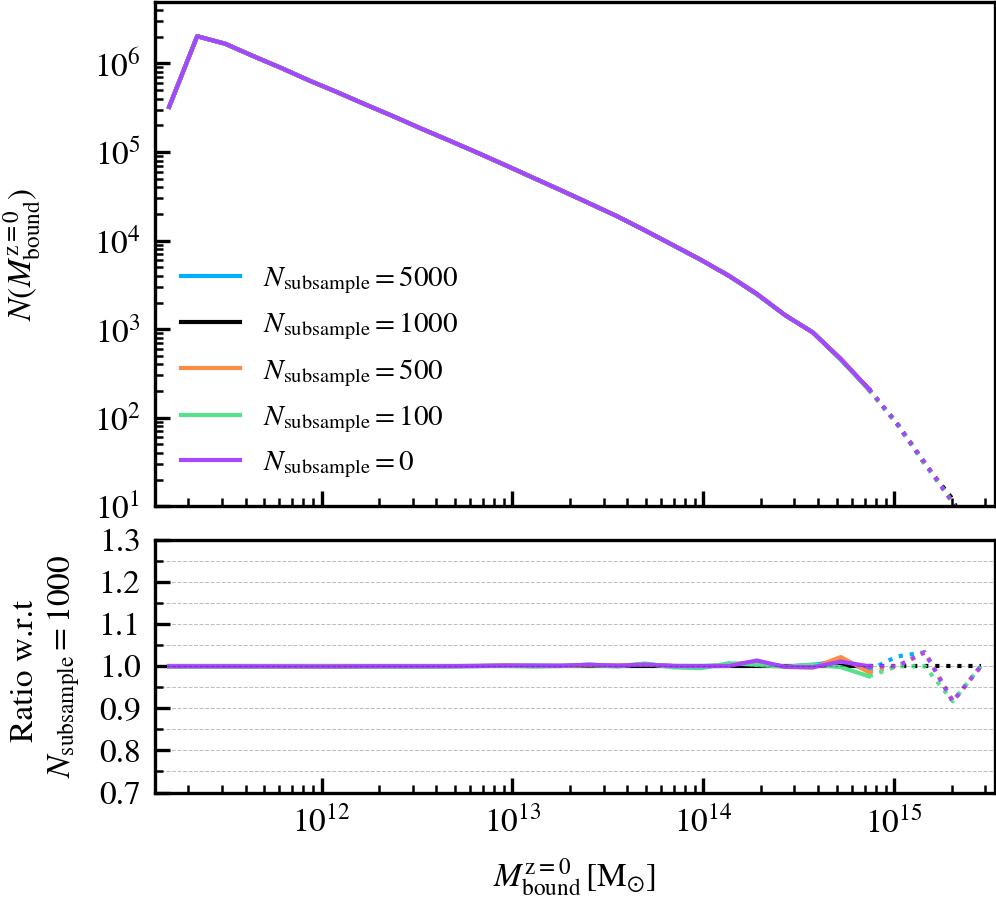 10^6
10^5
10^4
10^3
10^2
10^1
N(M_bound^{z=0})
N_subsample = 5000
N_subsample = 1000
N_subsample = 500
N_subsample = 100
N_subsample = 0
1.3
1.2
1.1
1.0
0.9
0.8
0.7
Ratio w.r.t
N_subsample = 1000
10^12
10^13
10^14
10^15
M_bound^{z=0} [M_⊙]